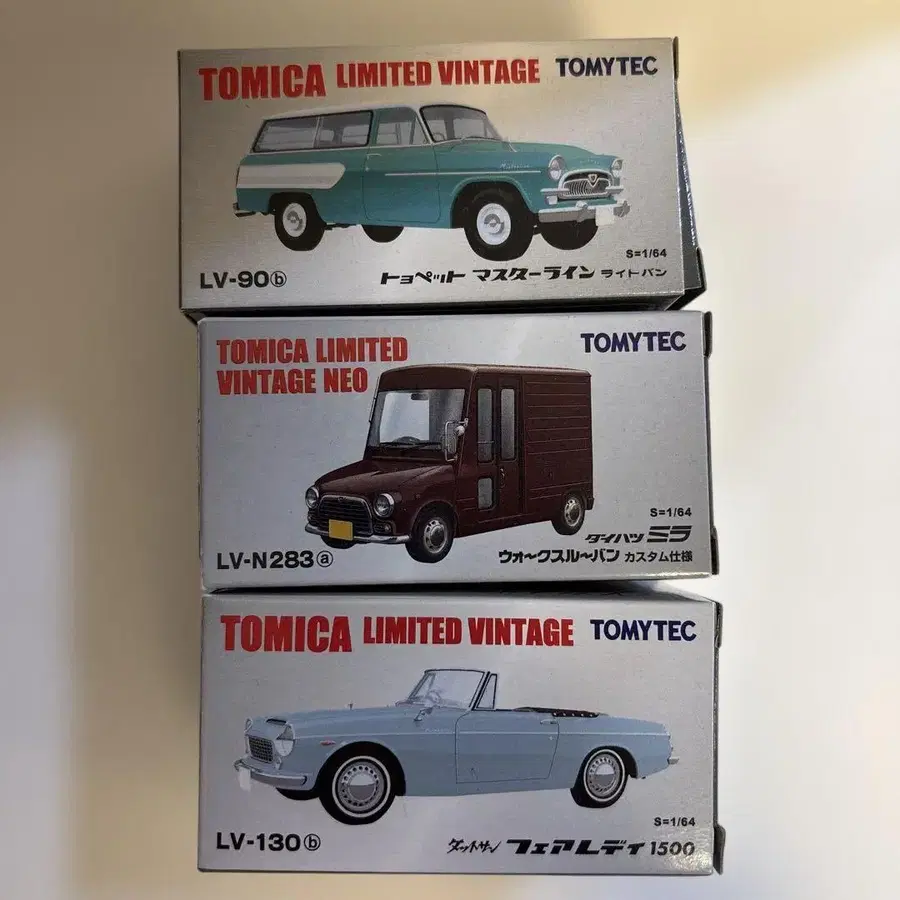 TOMICA LIMITED VINTAGE TOMYTEC
S=1/64
LV-90ⓑ トヨペット マスターライン ライトバン
TOMICA LIMITED
VINTAGE NEO
TOMYTEC
S=1/64
ダイハツ ミラ
LV-N283ⓐ ウォークスルーバン カスタム仕様
TOMICA LIMITED VINTAGE TOMYTEC
S=1/64
LV-130ⓑ ダットサン フェアレディ 1500